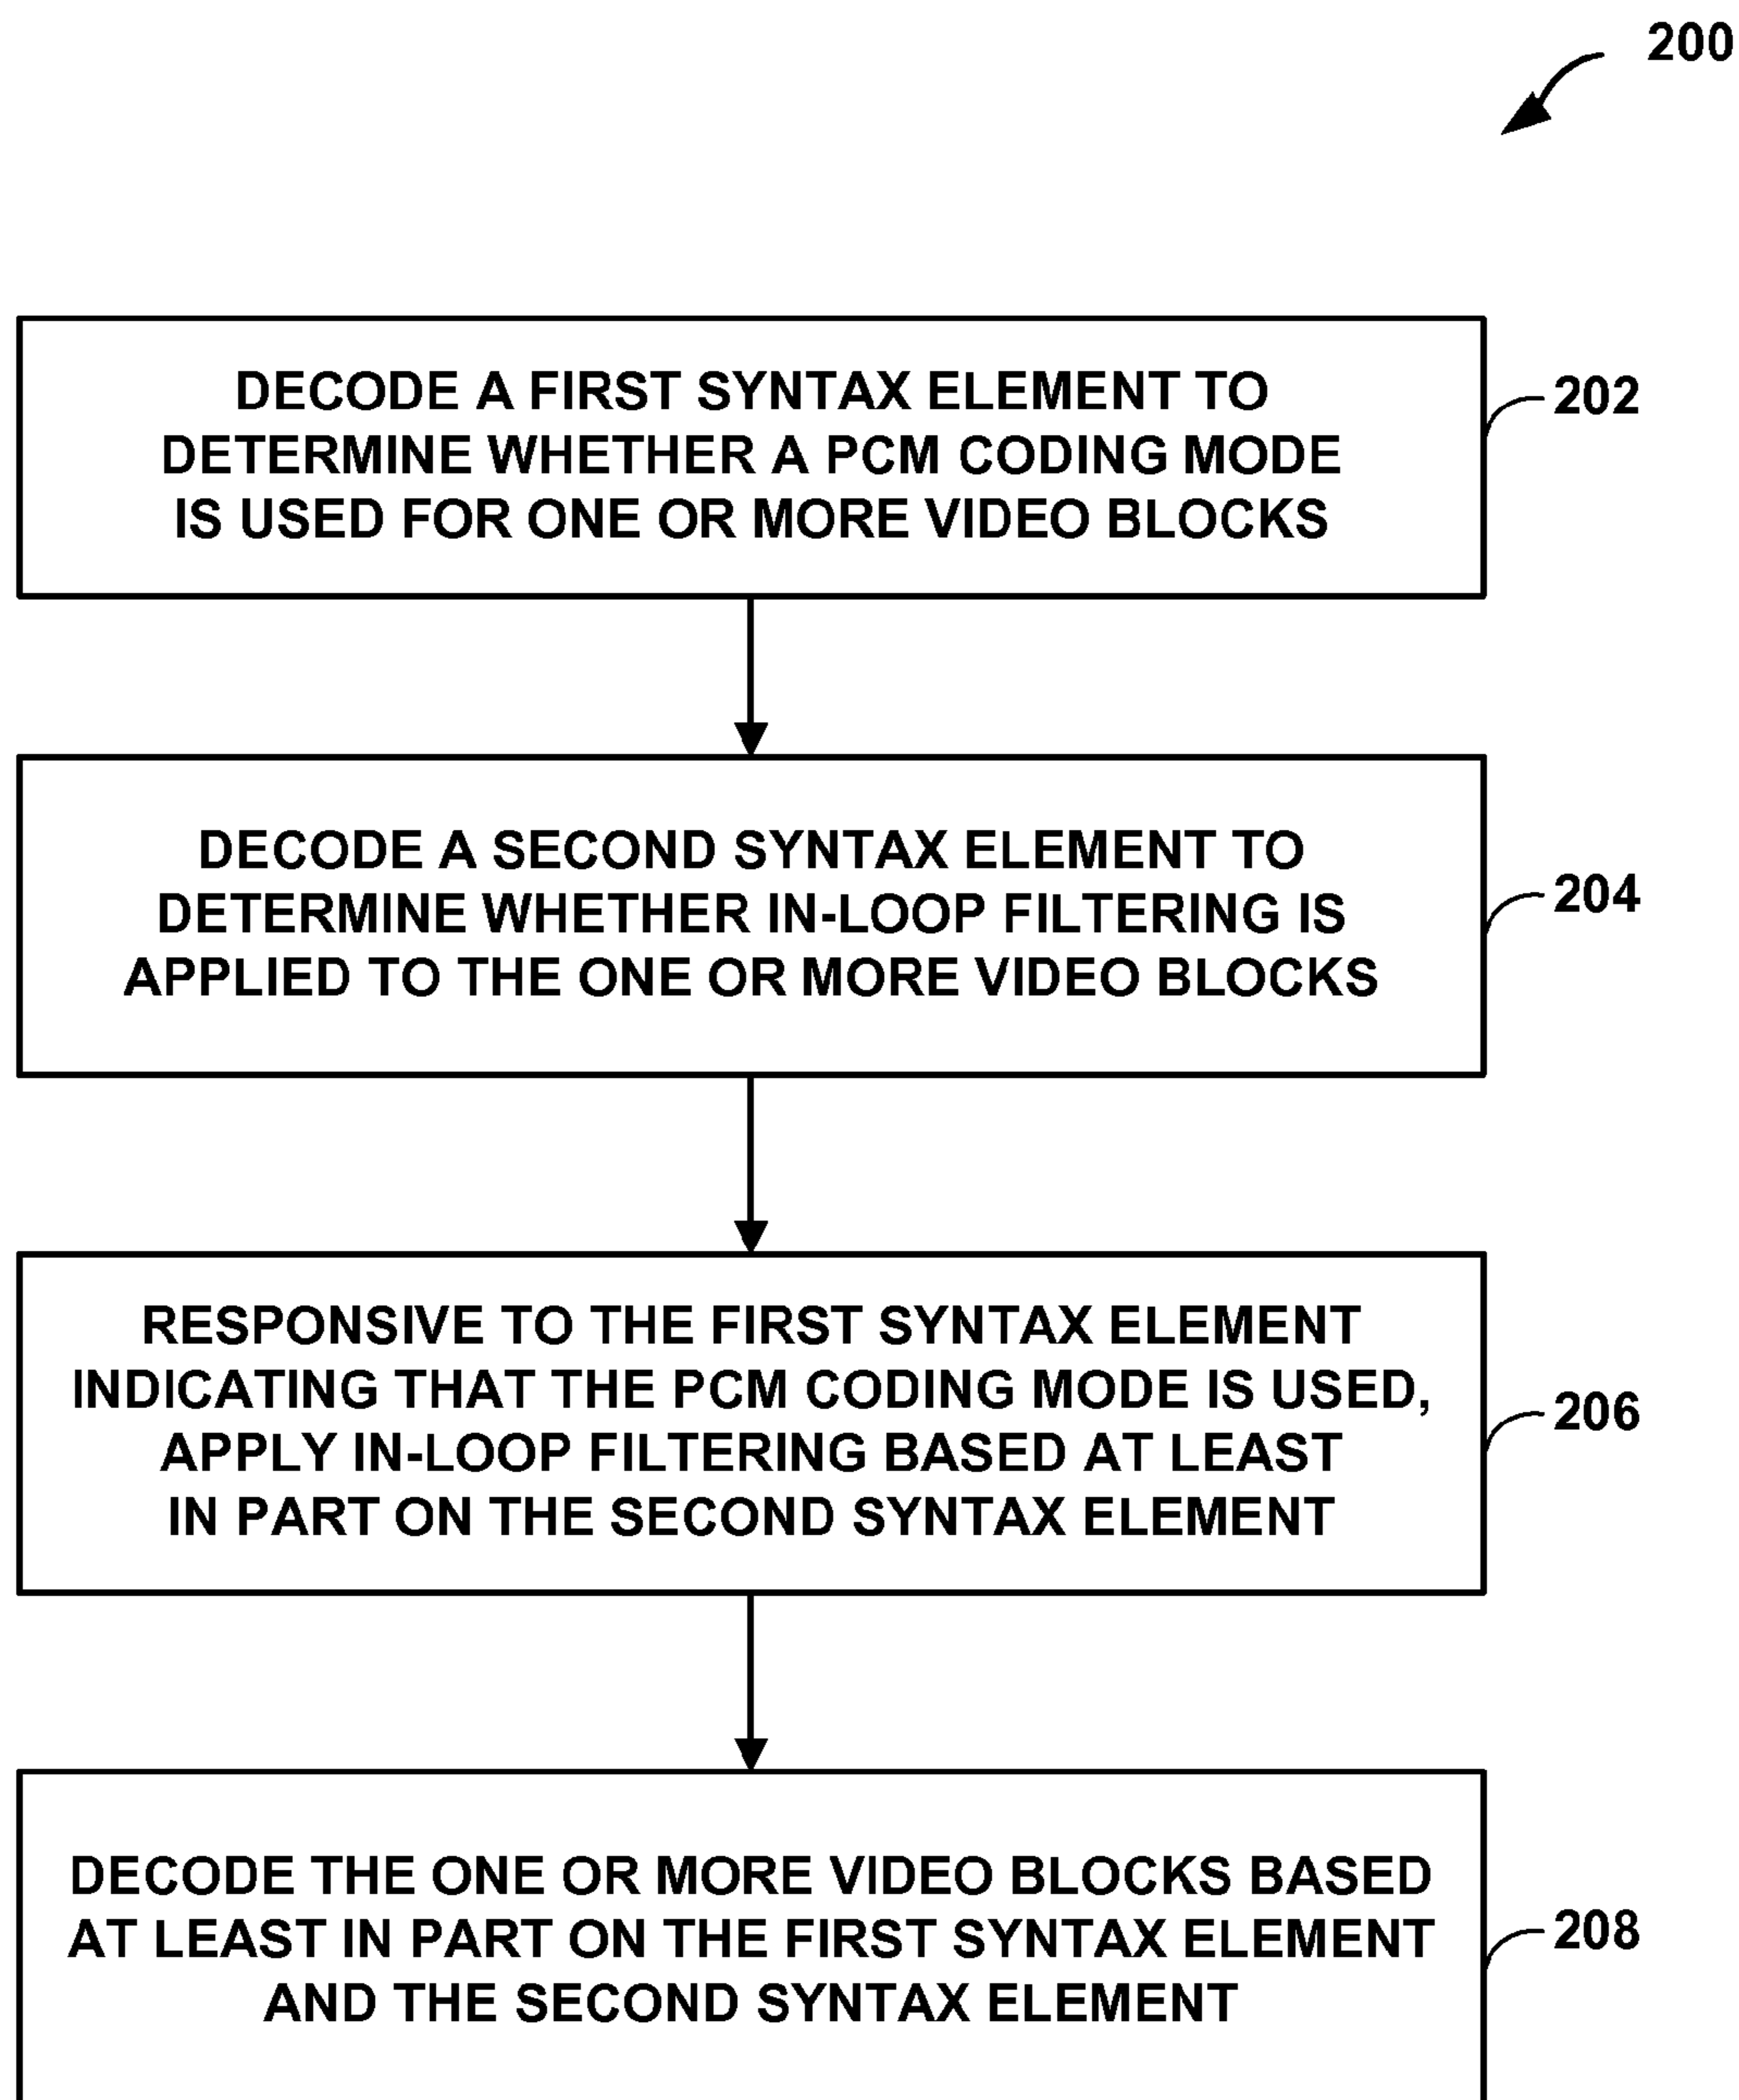 200
DECODE A FIRST SYNTAX ELEMENT TO
DETERMINE WHETHER A PCM CODING MODE
IS USED FOR ONE OR MORE VIDEO BLOCKS
202
DECODE A SECOND SYNTAX ELEMENT TO
DETERMINE WHETHER IN-LOOP FILTERING IS
APPLIED TO THE ONE OR MORE VIDEO BLOCKS
204
RESPONSIVE TO THE FIRST SYNTAX ELEMENT
INDICATING THAT THE PCM CODING MODE IS USED,
APPLY IN-LOOP FILTERING BASED AT LEAST
IN PART ON THE SECOND SYNTAX ELEMENT
206
DECODE THE ONE OR MORE VIDEO BLOCKS BASED
AT LEAST IN PART ON THE FIRST SYNTAX ELEMENT
AND THE SECOND SYNTAX ELEMENT
208